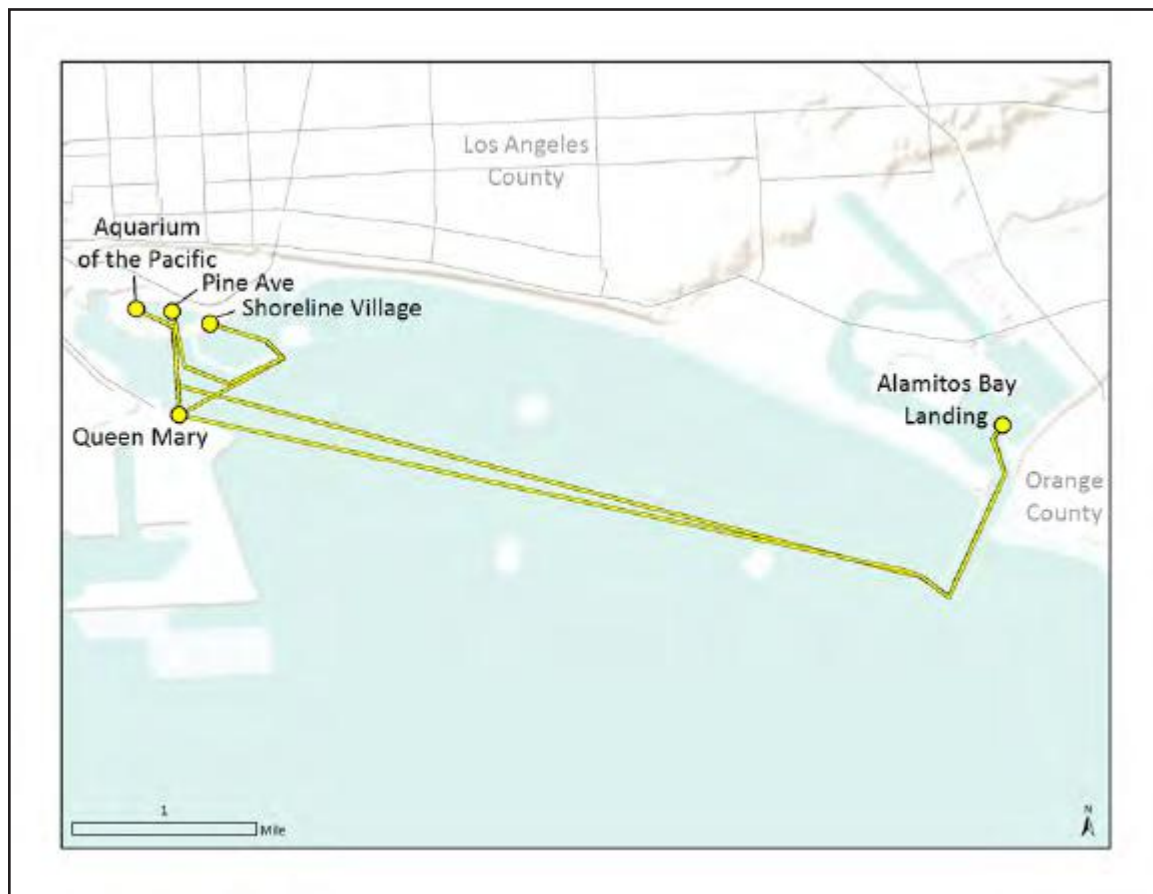 Los Angeles
County
Aquarium
of the Pacific
Pine Ave
Shoreline Village
Queen Mary
Alamitos Bay
Landing
Orange
County
1
Mile
N